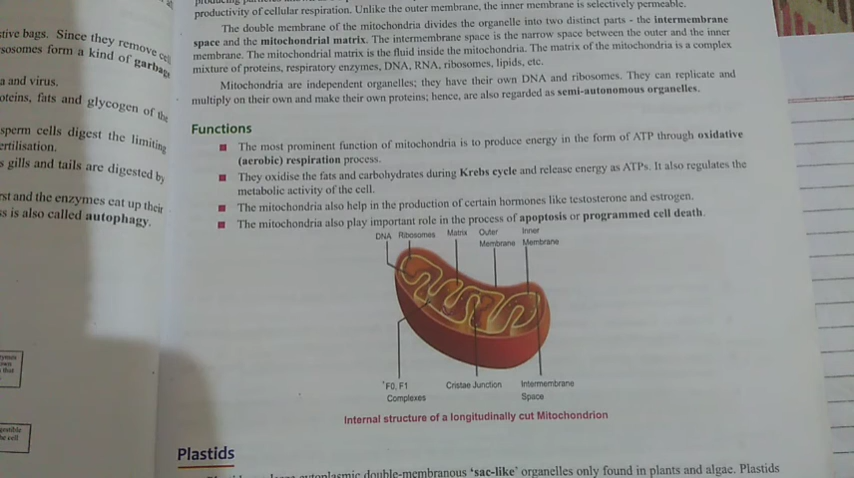 tive bags. Since they remove cell
sosomes form a kind of garbage
a and virus.
oteins, fats and glycogen of the
sperm cells digest the limiting
ertilisation.
s gills and tails are digested by
rst and the enzymes eat up their
ss is also called autophagy.
productivity of cellular respiration. Unlike the outer membrane, the inner membrane is selectively permeable.
The double membrane of the mitochondria divides the organelle into two distinct parts - the intermembrane
space and the mitochondrial matrix. The intermembrane space is the narrow space between the outer and the inner
membrane. The mitochondrial matrix is the fluid inside the mitochondria. The matrix of the mitochondria is a complex
mixture of proteins, respiratory enzymes, DNA, RNA, ribosomes, lipids, etc.
Mitochondria are independent organelles; they have their own DNA and ribosomes. They can replicate and
multiply on their own and make their own proteins; hence, are also regarded as semi-autonomous organelles.
Functions
The most prominent function of mitochondria is to produce energy in the form of ATP through oxidative
(aerobic) respiration process.
They oxidise the fats and carbohydrates during Krebs cycle and release energy as ATPs. It also regulates the
metabolic activity of the cell.
The mitochondria also help in the production of certain hormones like testosterone and estrogen.
The mitochondria also play important role in the process of apoptosis or programmed cell death.
DNA Ribosomes Matrix Outer Inner
Membrane Membrane
F0, F1 Cristae Junction Intermembrane
Complexes Space
Internal structure of a longitudinally cut Mitochondrion
Plastids
double-membranous 'sac-like' organelles only found in plants and algae. Plastids